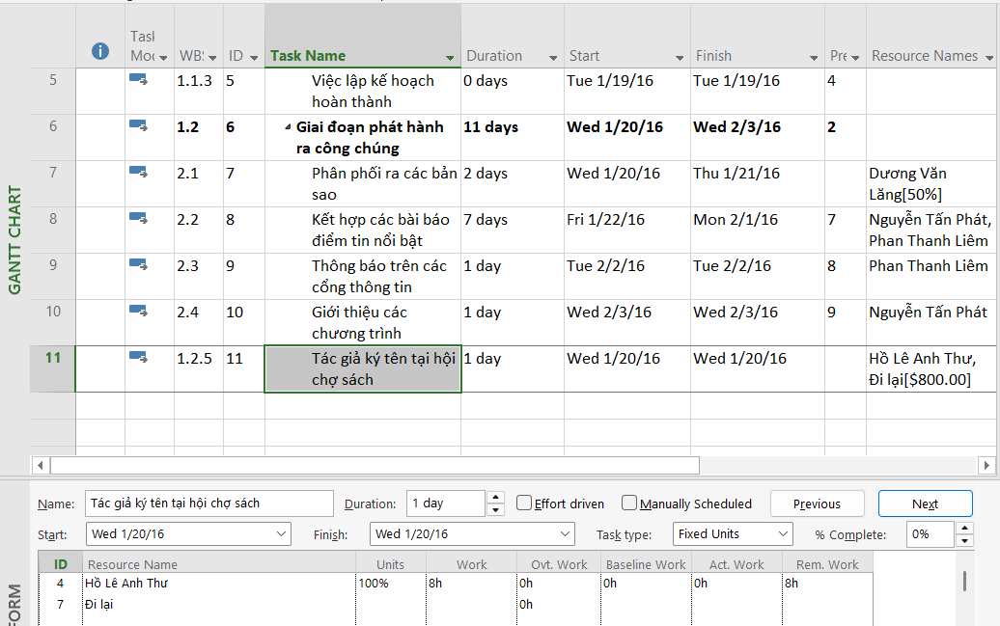 Task
Mod WBS ID Task Name Duration Start Finish Pre Resource Names
5 1.1.3 5 Việc lập kế hoạch 0 days Tue 1/19/16 Tue 1/19/16 4
hoàn thành
6 1.2 6 Giai đoạn phát hành 11 days Wed 1/20/16 Wed 2/3/16 2
ra công chúng
7 2.1 7 Phân phối ra các bản 2 days Wed 1/20/16 Thu 1/21/16 Dương Văn
sao Lăng[50%]
8 2.2 8 Kết hợp các bài báo 7 days Fri 1/22/16 Mon 2/1/16 7 Nguyễn Tấn Phát,
điểm tin nổi bật Phan Thanh Liêm
9 2.3 9 Thông báo trên các 1 day Tue 2/2/16 Tue 2/2/16 8 Phan Thanh Liêm
cổng thông tin
10 2.4 10 Giới thiệu các 1 day Wed 2/3/16 Wed 2/3/16 9 Nguyễn Tấn Phát
chương trình
11 1.2.5 11 Tác giả ký tên tại hội 1 day Wed 1/20/16 Wed 1/20/16 Hồ Lê Anh Thư,
chợ sách Đi lại[$800.00]
GANTT CHART
Name: Tác giả ký tên tại hội chợ sách Duration: 1 day Effort driven Manually Scheduled Previous Next
Start: Wed 1/20/16 Finish: Wed 1/20/16 Task type: Fixed Units % Complete: 0%
ID Resource Name Units Work Ovt. Work Baseline Work Act. Work Rem. Work
4 Hồ Lê Anh Thư 100% 8h 0h 0h 0h 8h
7 Đi lại 0h
FORM